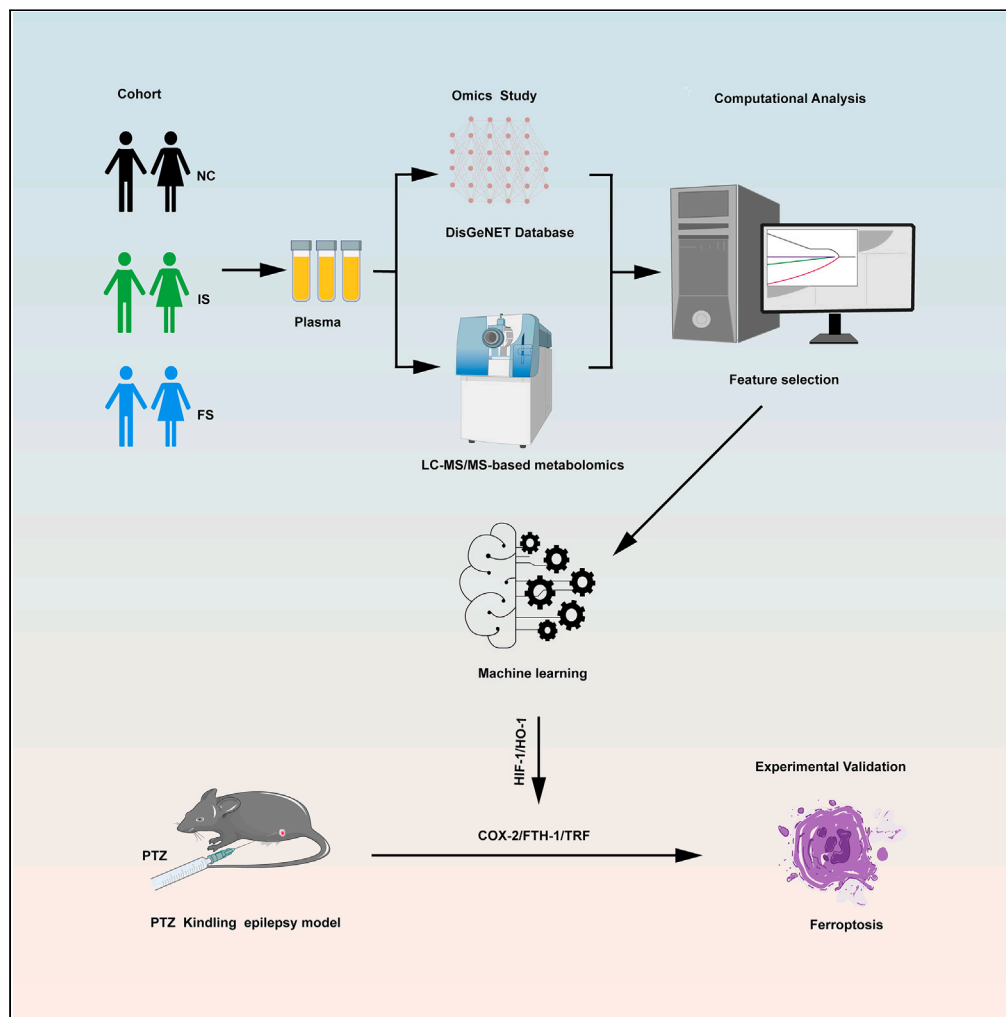 Cohort
Omics Study
Computational Analysis
NC
DisGeNET Database
IS
Plasma
Feature selection
FS
LC-MS/MS-based metabolomics
Machine learning
HIF-1/HO-1
Experimental Validation
COX-2/FTH-1/TRF
PTZ
PTZ Kindling epilepsy model
Ferroptosis